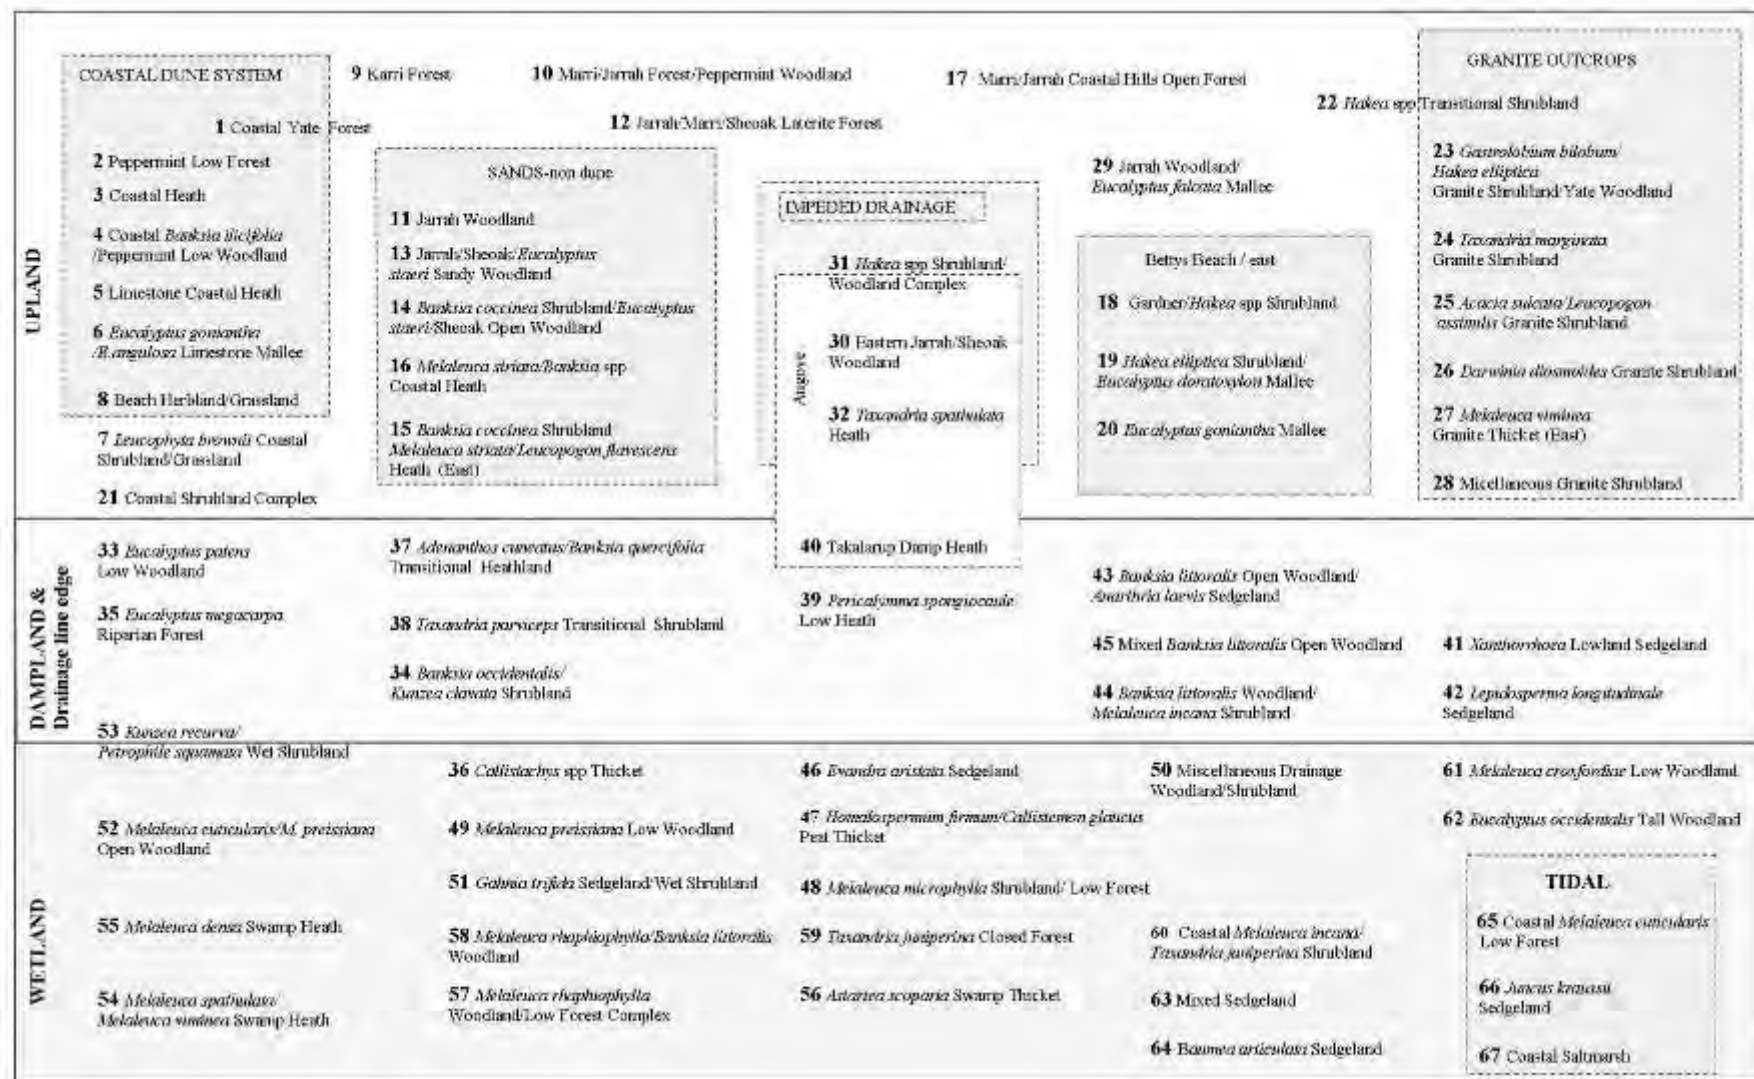 UPLAND
COASTAL DUNE SYSTEM
1 Coastal Yate Forest
2 Peppermint Low Forest
3 Coastal Heath
4 Coastal Banksia ilicifolia
/Peppermint Low Woodland
5 Limestone Coastal Heath
6 Eucalyptus goniantha
/E.angulosa Limestone Mallee
8 Beach Herbland/Grassland
7 Leucophyta brownii Coastal
Shrubland/Grassland
21 Coastal Shrubland Complex
9 Karri Forest
10 Marri/Jarrah Forest/Peppermint Woodland
17 Marri/Jarrah Coastal Hills Open Forest
12 Jarrah/Marri/Sheoak Laterite Forest
SANDS-non dune
11 Jarrah Woodland
13 Jarrah/Sheoak/Eucalyptus
staeri Sandy Woodland
14 Banksia coccinea Shrubland/Eucalyptus
staeri/Sheoak Open Woodland
16 Melaleuca striata/Banksia spp
Coastal Heath
15 Banksia coccinea Shrubland
Melaleuca striata/Leucopogon flavescens
Heath (East)
IMPEDED DRAINAGE
31 Hakea spp Shrubland/
Woodland Complex
Angove
30 Eastern Jarrah/Sheoak
Woodland
32 Taxandria spathulata
Heath
29 Jarrah Woodland/
Eucalyptus falcata Mallee
Bettys Beach / east
18 Gardner/Hakea spp Shrubland
19 Hakea elliptica Shrubland/
Eucalyptus doratoxylon Mallee
20 Eucalyptus goniantha Mallee
GRANITE OUTCROPS
22 Hakea spp Transitional Shrubland
23 Gastrolobium bilobum/
Hakea elliptica
Granite Shrubland/Yate Woodland
24 Taxandria marginata
Granite Shrubland
25 Acacia sulcata/Leucopogon
assimilis Granite Shrubland
26 Darwinia diosmoides Granite Shrubland
27 Melaleuca viminea
Granite Thicket (East)
28 Micellaneous Granite Shrubland
DAMPLAND &
Drainage line edge
33 Eucalyptus patens
Low Woodland
35 Eucalyptus megacarpa
Riparian Forest
53 Kunzea recurva/
Petrophile squamata Wet Shrubland
37 Adenanthos cuneatus/Banksia quercifolia
Transitional Heathland
38 Taxandria parviceps Transitional Shrubland
34 Banksia occidentalis/
Kunzea clavata Shrubland
40 Takalarup Damp Heath
39 Pericalymma spongiocaule
Low Heath
43 Banksia littoralis Open Woodland/
Anarthria laevis Sedgeland
45 Mixed Banksia littoralis Open Woodland
44 Banksia littoralis Woodland/
Melaleuca incana Shrubland
41 Xanthorrhoea Lowland Sedgeland
42 Lepidosperma longitudinale
Sedgeland
WETLAND
52 Melaleuca cuticularis/M. preissiana
Open Woodland
55 Melaleuca densa Swamp Heath
54 Melaleuca spathulata/
Melaleuca viminea Swamp Heath
36 Callistachys spp Thicket
49 Melaleuca preissiana Low Woodland
51 Gahnia trifida Sedgeland/Wet Shrubland
58 Melaleuca rhaphiophylla/Banksia littoralis
Woodland
57 Melaleuca rhaphiophylla
Woodland/Low Forest Complex
46 Evandra aristata Sedgeland
47 Homalospermum firmum/Callistemon glaucus
Peat Thicket
48 Melaleuca microphylla Shrubland/ Low Forest
59 Taxandria juniperina Closed Forest
56 Astartea scoparia Swamp Thicket
50 Miscellaneous Drainage
Woodland/Shrubland
60 Coastal Melaleuca incana/
Taxandria juniperina Shrubland
63 Mixed Sedgeland
64 Baumea articulata Sedgeland
61 Melaleuca croxfordiae Low Woodland
62 Eucalyptus occidentalis Tall Woodland
TIDAL
65 Coastal Melaleuca cuticularis
Low Forest
66 Juncus kraussii
Sedgeland
67 Coastal Saltmarsh